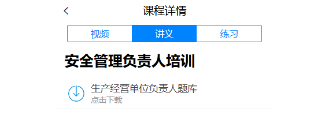 课程详情
视频 讲义 练习
安全管理负责人培训
生产经营单位负责人题库
点击下载